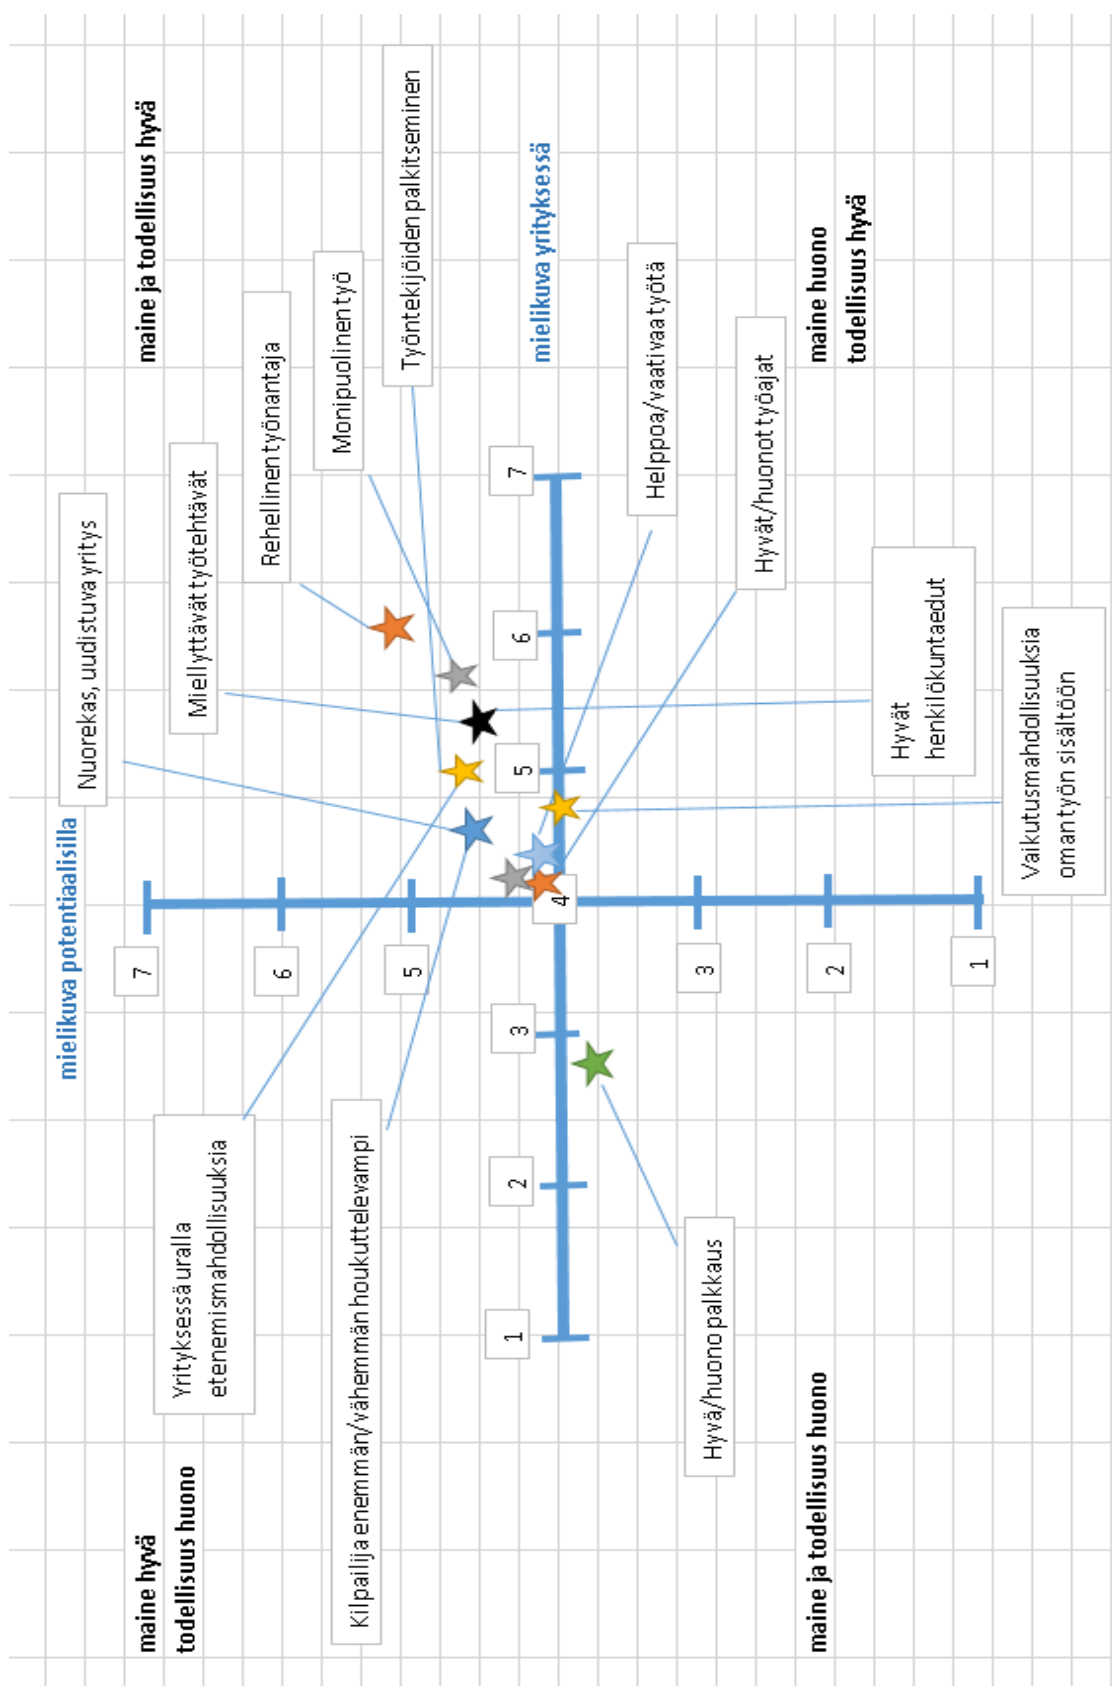 mielikuva potentiaalisilla
Nuorekas, uudistuva yritys
maine hyvä
todellisuus huono
7
maine ja todellisuus hyvä
Yrityksessä uralla
etenemismahdollisuuksia
Miellyttävät työtehtävät
Rehellinen työnantaja
6
Monipuolinen työ
Kilpailija enemmän/vähemmän houkuttelevampi
5
Työntekijöiden palkitseminen
1
2
3
5
6
7
mielikuva yrityksessä
4
Helppoa/vaativaa työtä
3
Hyvä/huono palkkaus
Hyvät/huonot työajat
maine ja todellisuus huono
2
maine huono
todellisuus hyvä
Hyvät
henkilökuntaedut
1
Vaikutusmahdollisuuksia
oman työn sisältöön